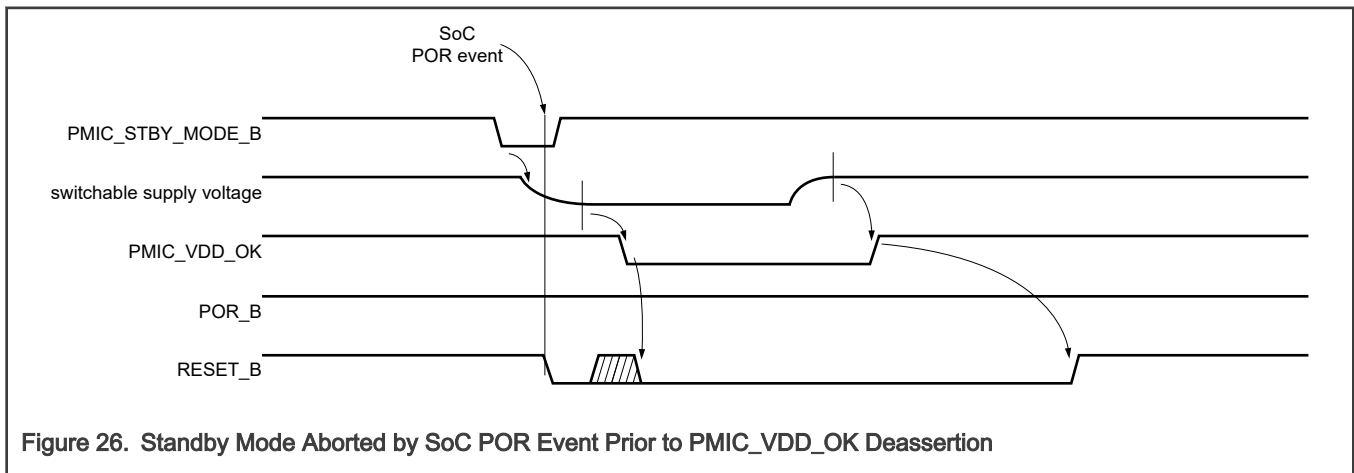 SoC
POR event
PMIC_STBY_MODE_B
switchable supply voltage
PMIC_VDD_OK
POR_B
RESET_B
Figure 26. Standby Mode Aborted by SoC POR Event Prior to PMIC_VDD_OK Deassertion